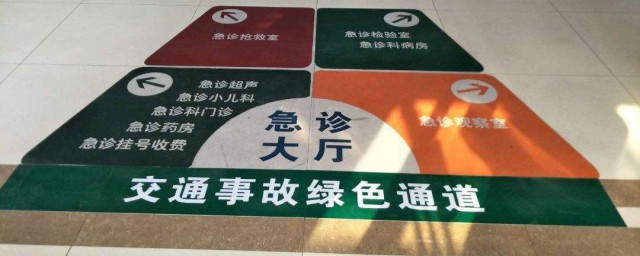 急诊抢救室
急诊检验室
急诊科病房
急诊超声
急诊小儿科
急诊科门诊
急诊药房
急诊挂号收费
急诊观察室
急诊
大厅
交通事故绿色通道